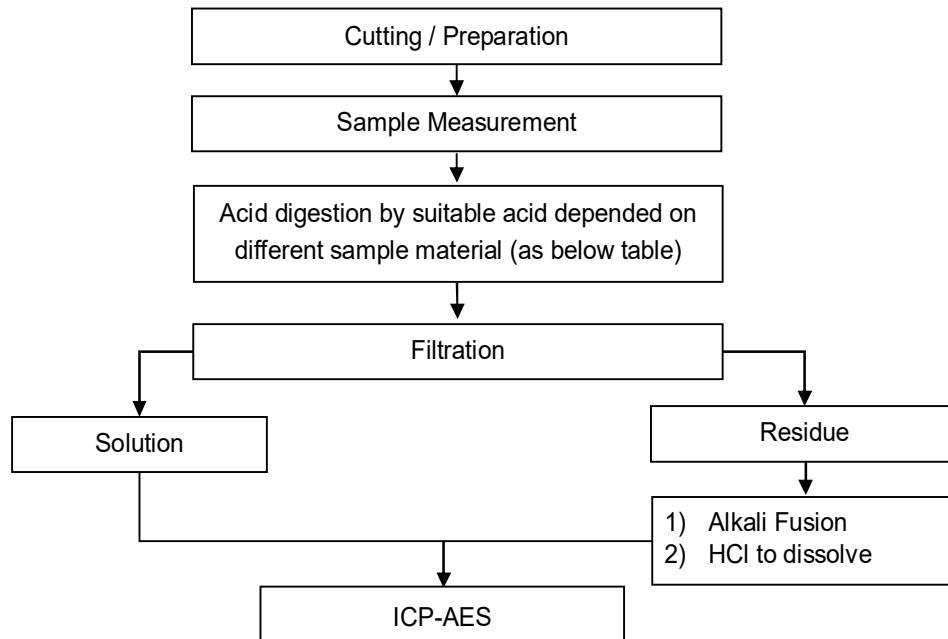 Cutting / Preparation
Sample Measurement
Acid digestion by suitable acid depended on
different sample material (as below table)
Filtration
Solution
Residue
1) Alkali Fusion
2) HCl to dissolve
ICP-AES